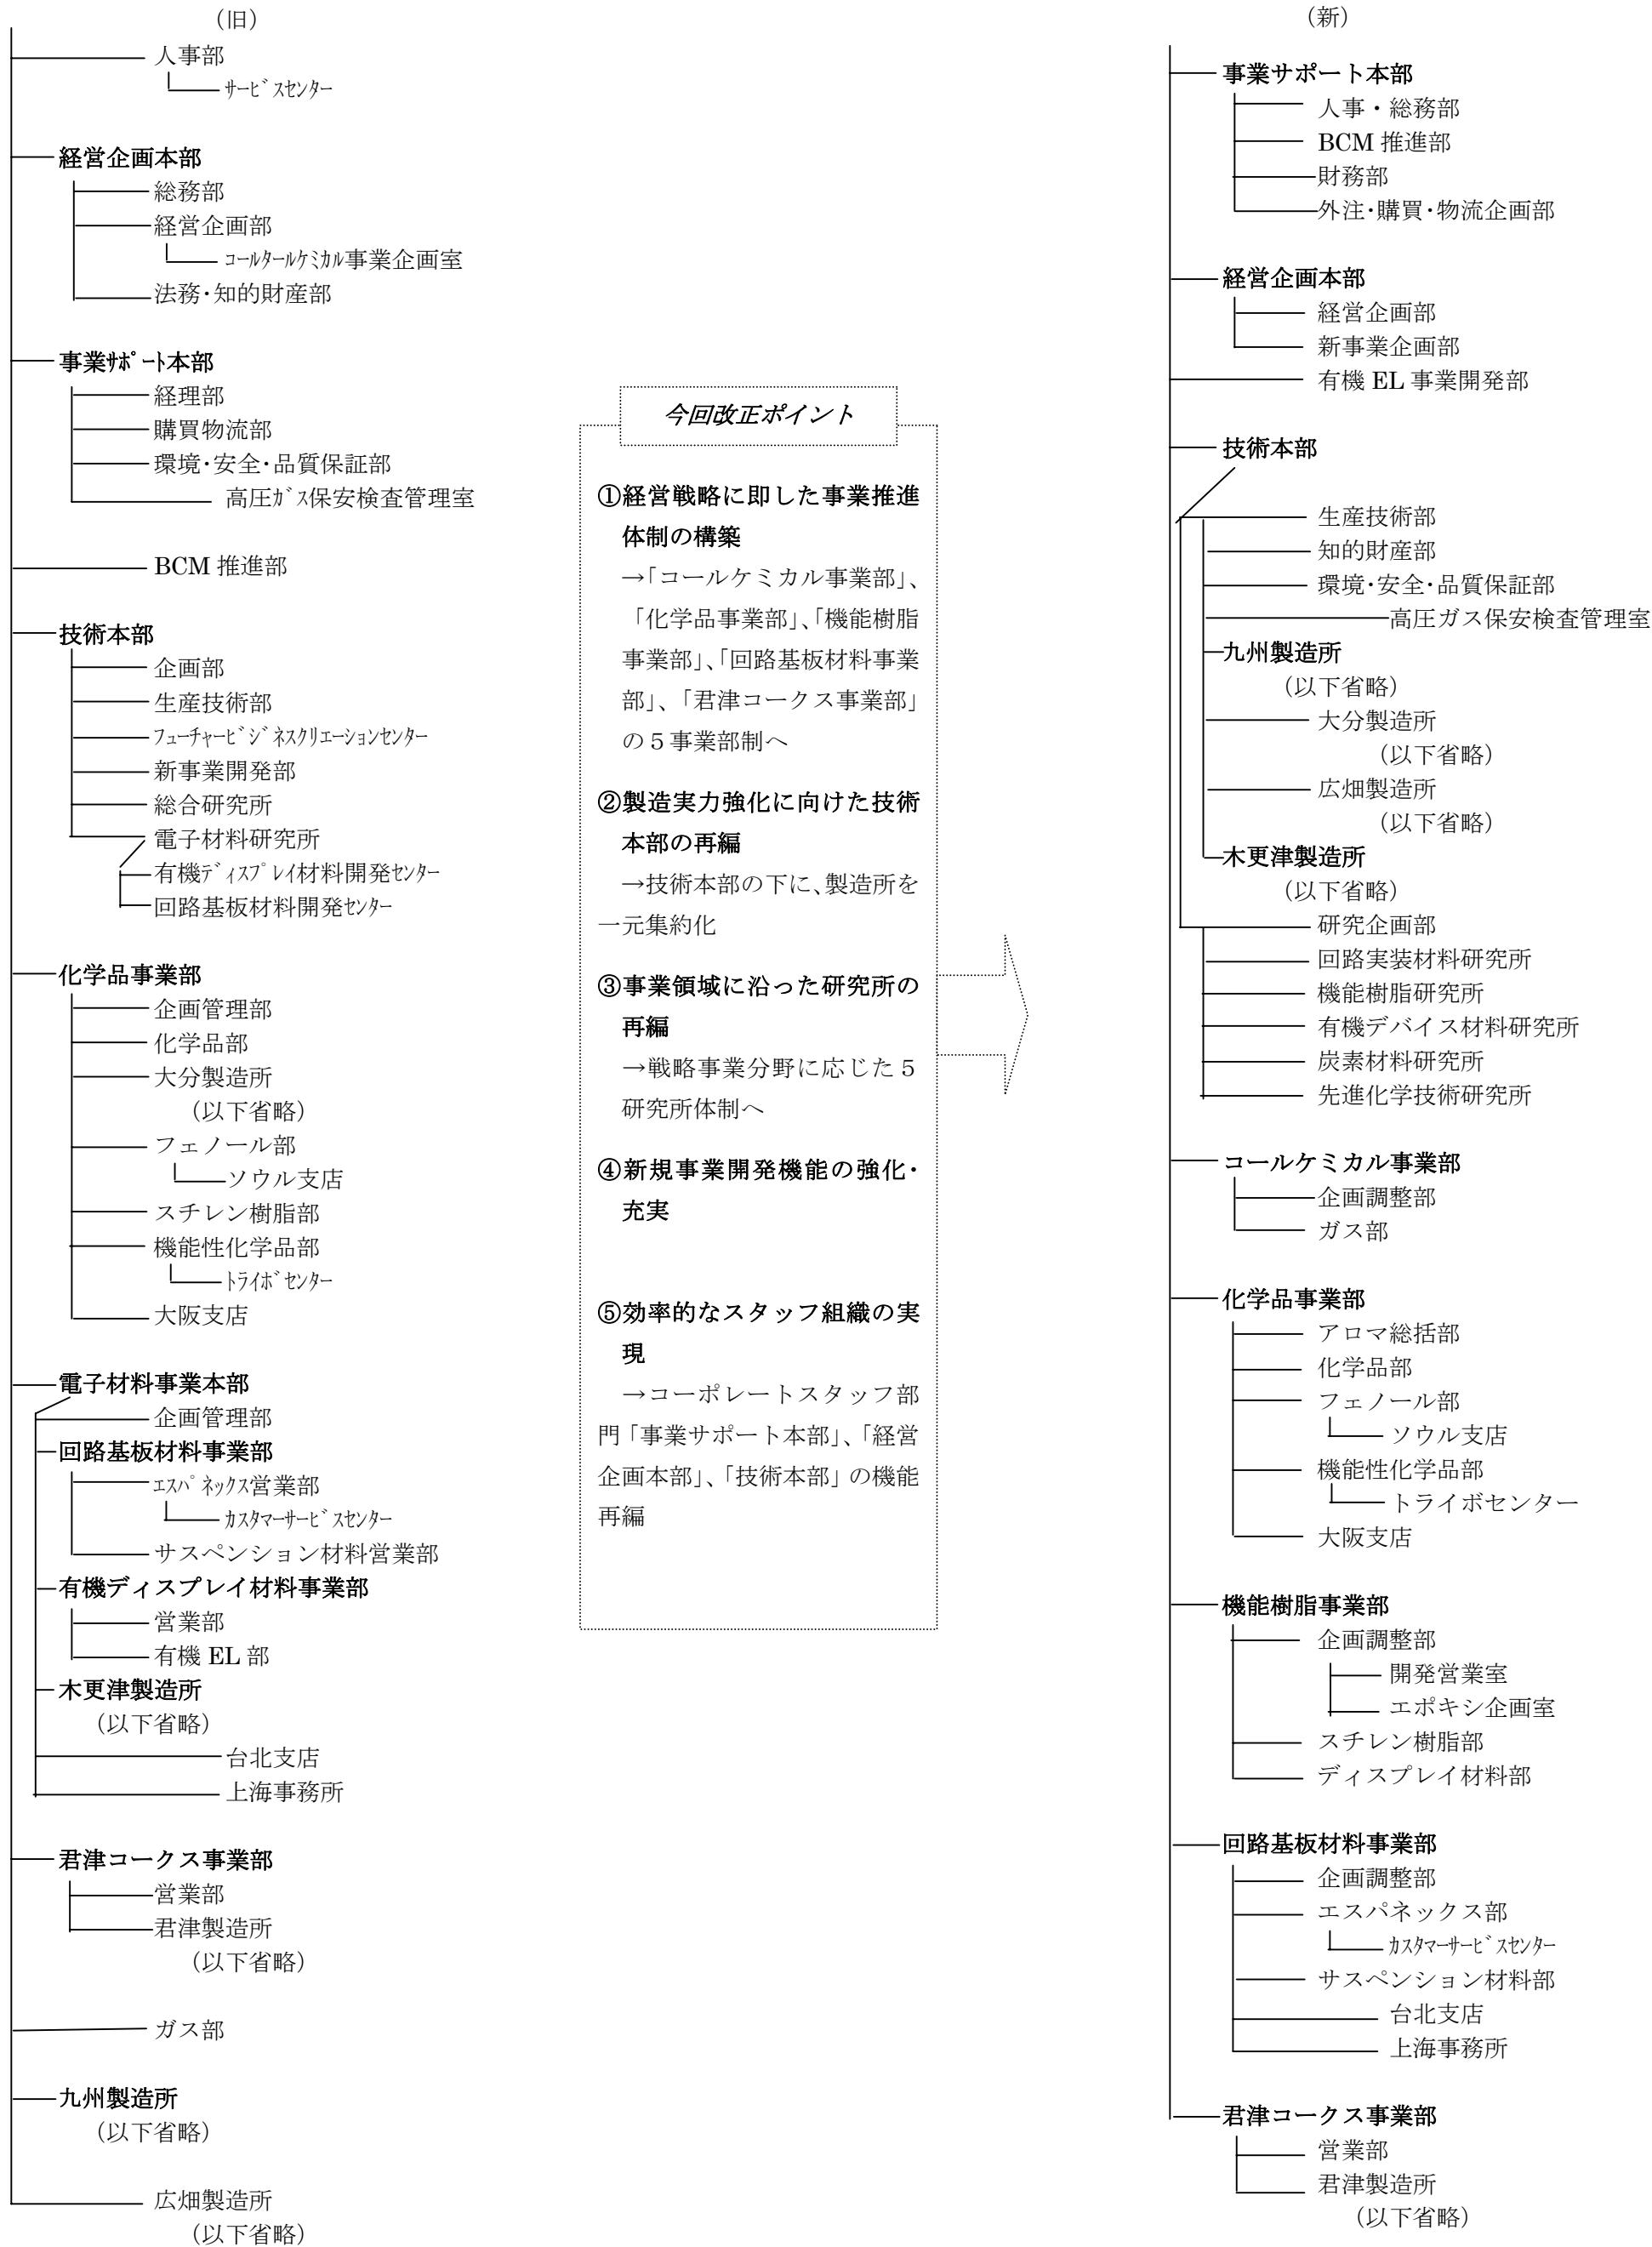 （旧）
人事部
ｻｰﾋﾞｽｾﾝﾀｰ
経営企画本部
総務部
経営企画部
ｺｰﾙﾀｰﾙｹﾐｶﾙ事業企画室
法務・知的財産部
事業ｻﾎﾟｰﾄ本部
経理部
購買物流部
環境・安全・品質保証部
高圧ｶﾞｽ保安検査管理室
BCM 推進部
技術本部
企画部
生産技術部
ﾌｭｰﾁｬｰﾋﾞｼﾞﾈｽｸﾘｴｰｼｮﾝｾﾝﾀｰ
新事業開発部
総合研究所
電子材料研究所
有機ﾃﾞｨｽﾌﾟﾚｲ材料開発ｾﾝﾀｰ
回路基板材料開発ｾﾝﾀｰ
化学品事業部
企画管理部
化学品部
大分製造所
（以下省略）
フェノール部
ソウル支店
スチレン樹脂部
機能性化学品部
ﾄﾗｲﾎﾞｾﾝﾀｰ
大阪支店
電子材料事業本部
企画管理部
回路基板材料事業部
ｴｽﾊﾟﾈｯｸｽ営業部
ｶｽﾀﾏｰｻｰﾋﾞｽｾﾝﾀｰ
サスペンション材料営業部
有機ディスプレイ材料事業部
営業部
有機 EL 部
木更津製造所
（以下省略）
台北支店
上海事務所
君津コークス事業部
営業部
君津製造所
（以下省略）
ガス部
九州製造所
（以下省略）
広畑製造所
（以下省略）
今回改正ポイント
①経営戦略に即した事業推進
体制の構築
→「コールケミカル事業部」、
「化学品事業部」、「機能樹脂
事業部」、「回路基板材料事業
部」、「君津コークス事業部」
の５事業部制へ
②製造実力強化に向けた技術
本部の再編
→技術本部の下に、製造所を
一元集約化
③事業領域に沿った研究所の
再編
→戦略事業分野に応じた５
研究所体制へ
④新規事業開発機能の強化・
充実
⑤効率的なスタッフ組織の実
現
→コーポレートスタッフ部
門「事業サポート本部」、「経営
企画本部」、「技術本部」の機能
再編
（新）
事業サポート本部
人事・総務部
BCM 推進部
財務部
外注・購買・物流企画部
経営企画本部
経営企画部
新事業企画部
有機 EL 事業開発部
技術本部
生産技術部
知的財産部
環境・安全・品質保証部
高圧ガス保安検査管理室
九州製造所
（以下省略）
大分製造所
（以下省略）
広畑製造所
（以下省略）
木更津製造所
（以下省略）
研究企画部
回路実装材料研究所
機能樹脂研究所
有機デバイス材料研究所
炭素材料研究所
先進化学技術研究所
コールケミカル事業部
企画調整部
ガス部
化学品事業部
アロマ総括部
化学品部
フェノール部
ソウル支店
機能性化学品部
トライボセンター
大阪支店
機能樹脂事業部
企画調整部
開発営業室
エポキシ企画室
スチレン樹脂部
ディスプレイ材料部
回路基板材料事業部
企画調整部
エスパネックス部
ｶｽﾀﾏｰｻｰﾋﾞｽｾﾝﾀｰ
サスペンション材料部
台北支店
上海事務所
君津コークス事業部
営業部
君津製造所
（以下省略）